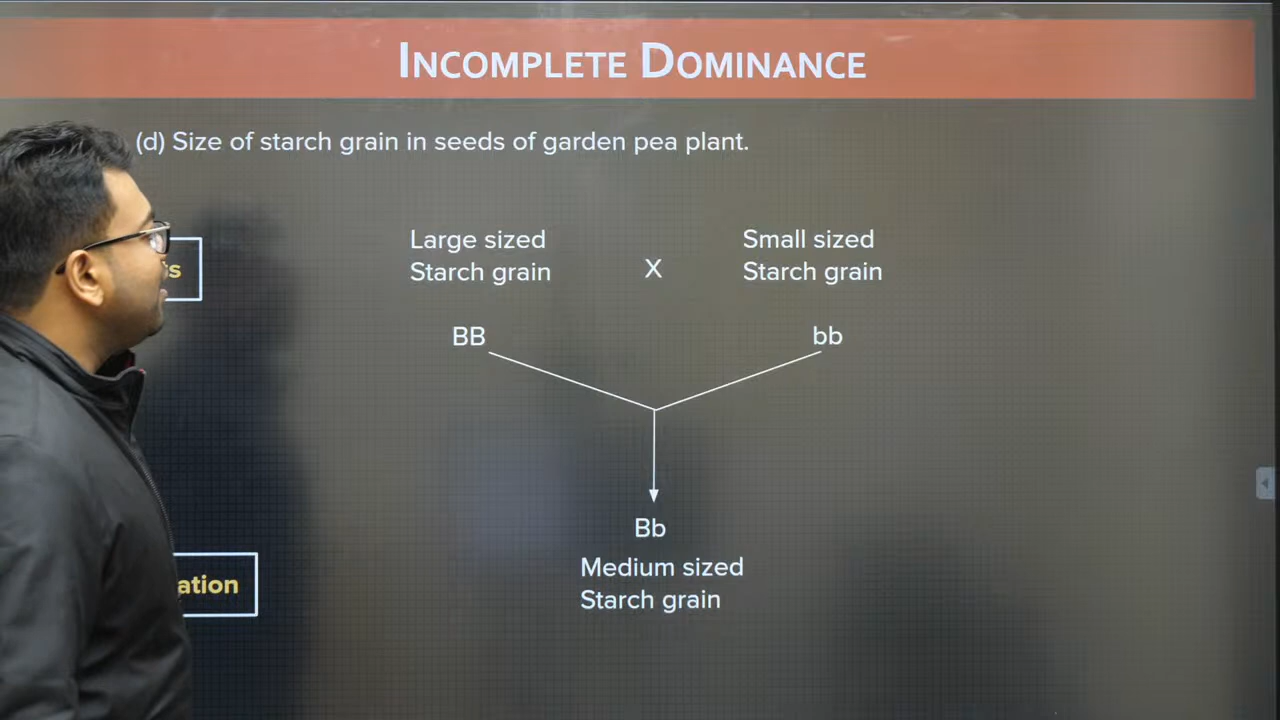 INCOMPLETE DOMINANCE
(d) Size of starch grain in seeds of garden pea plant.
Large sized
Starch grain
X
Small sized
Starch grain
BB
bb
Bb
Medium sized
Starch grain